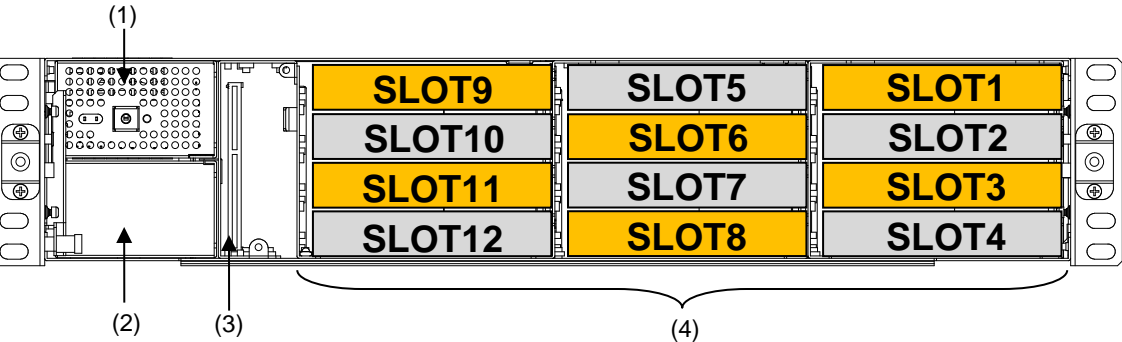 (1)
SLOT9 SLOT5 SLOT1
SLOT10 SLOT6 SLOT2
SLOT11 SLOT7 SLOT3
SLOT12 SLOT8 SLOT4
(2) (3) (4)